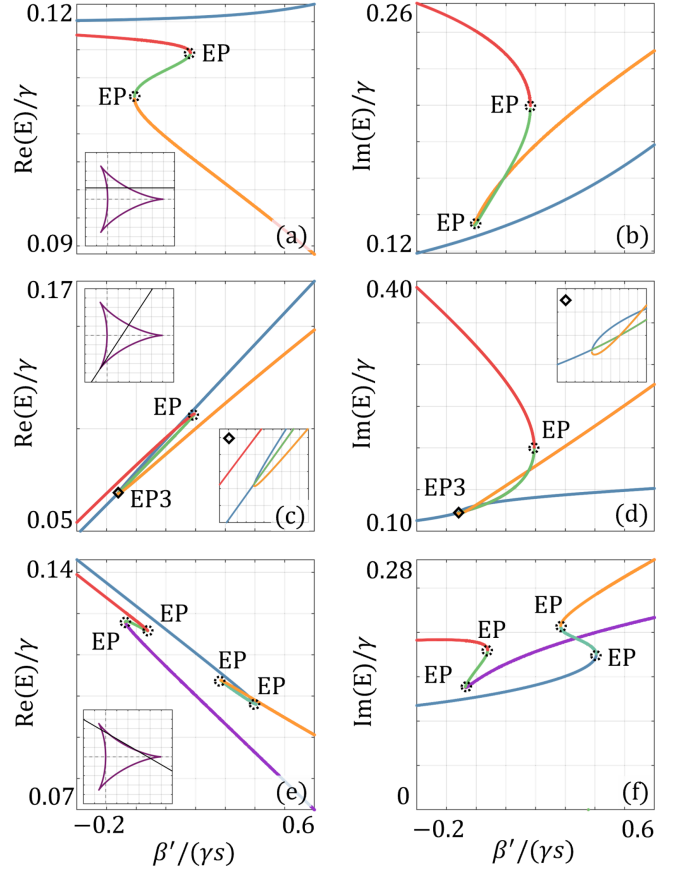 0.12
Re(E)/γ
EP
EP
0.09
(a)
0.26
Im(E)/γ
EP
EP
0.12
(b)
0.17
Re(E)/γ
EP
EP3
0.05
(c)
0.40
Im(E)/γ
EP
EP3
0.10
(d)
0.14
Re(E)/γ
EP
EP
EP
0.07
(e)
−0.2
0.6
β′/(γs)
0.28
Im(E)/γ
EP
EP
EP
EP
0
(f)
−0.2
0.6
β′/(γs)